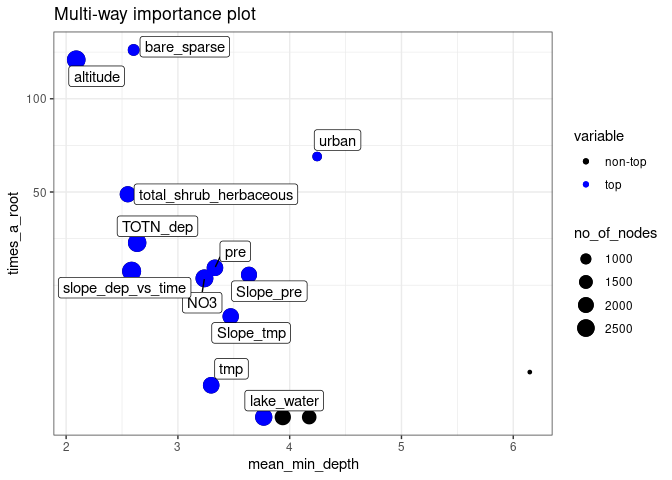 Multi-way importance plot
bare_sparse
altitude
100
urban
variable
non-top
top
50
total_shrub_herbaceous
times_a_root
TOTN_dep
no_of_nodes
pre
1000
slope_dep_vs_time
Slope_pre
1500
NO3
2000
2500
Slope_tmp
tmp
lake_water
2
3
4
5
6
mean_min_depth